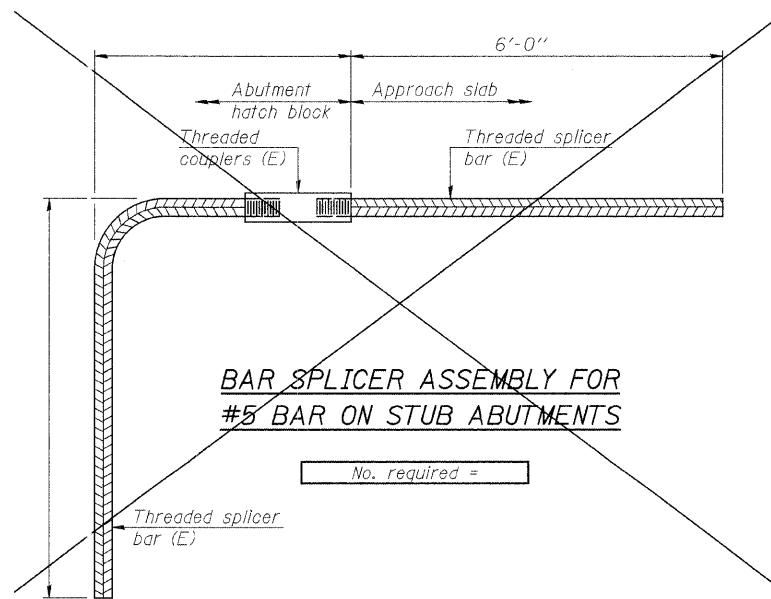 6'-0"
Abutment
hatch block
Approach slab
Threaded
couplers (E)
Threaded splicer
bar (E)
BAR SPLICER ASSEMBLY FOR
#5 BAR ON STUB ABUTMENTS
No. required =
Threaded splicer
bar (E)